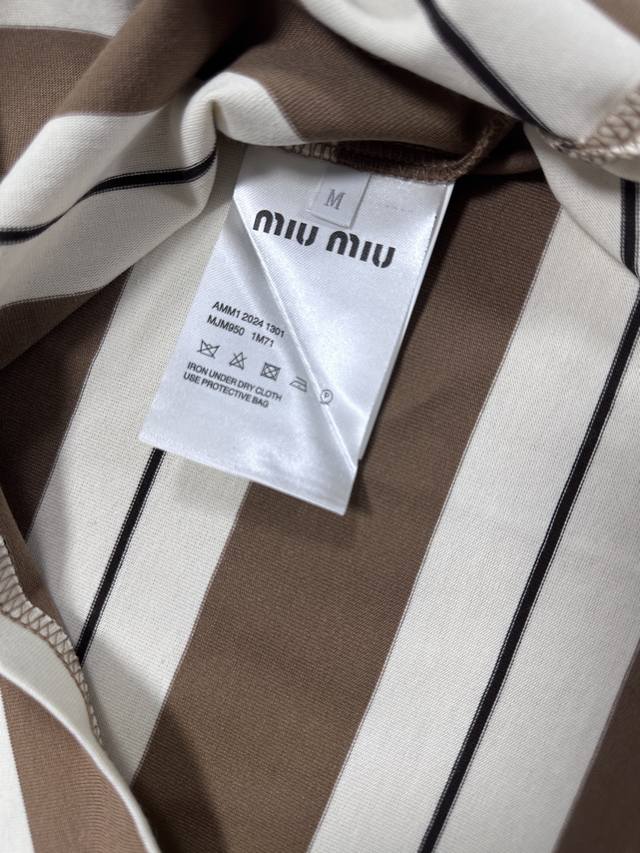 M
MIU MIU
AMM1 2024 1301
MJM950 1M71
P
IRON UNDER DRY CLOTH
USE PROTECTIVE BAG